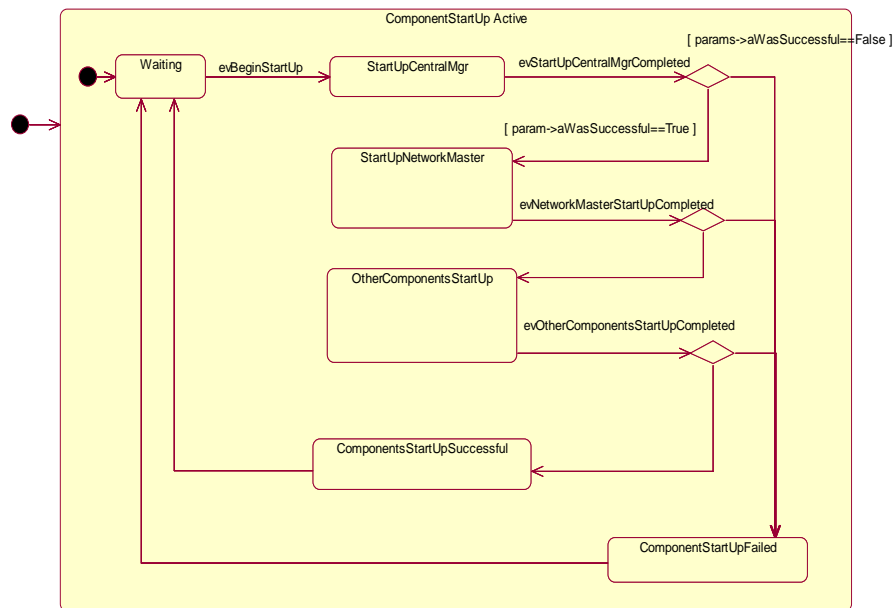 ComponentStartUp Active
[ params->aWasSuccessful==False ]
Waiting
evBeginStartUp
StartUpCentralMgr
evStartUpCentralMgrCompleted
[ param->aWasSuccessful==True ]
StartUpNetworkMaster
evNetworkMasterStartUpCompleted
OtherComponentsStartUp
evOtherComponentsStartUpCompleted
ComponentsStartUpSuccessful
ComponentStartUpFailed